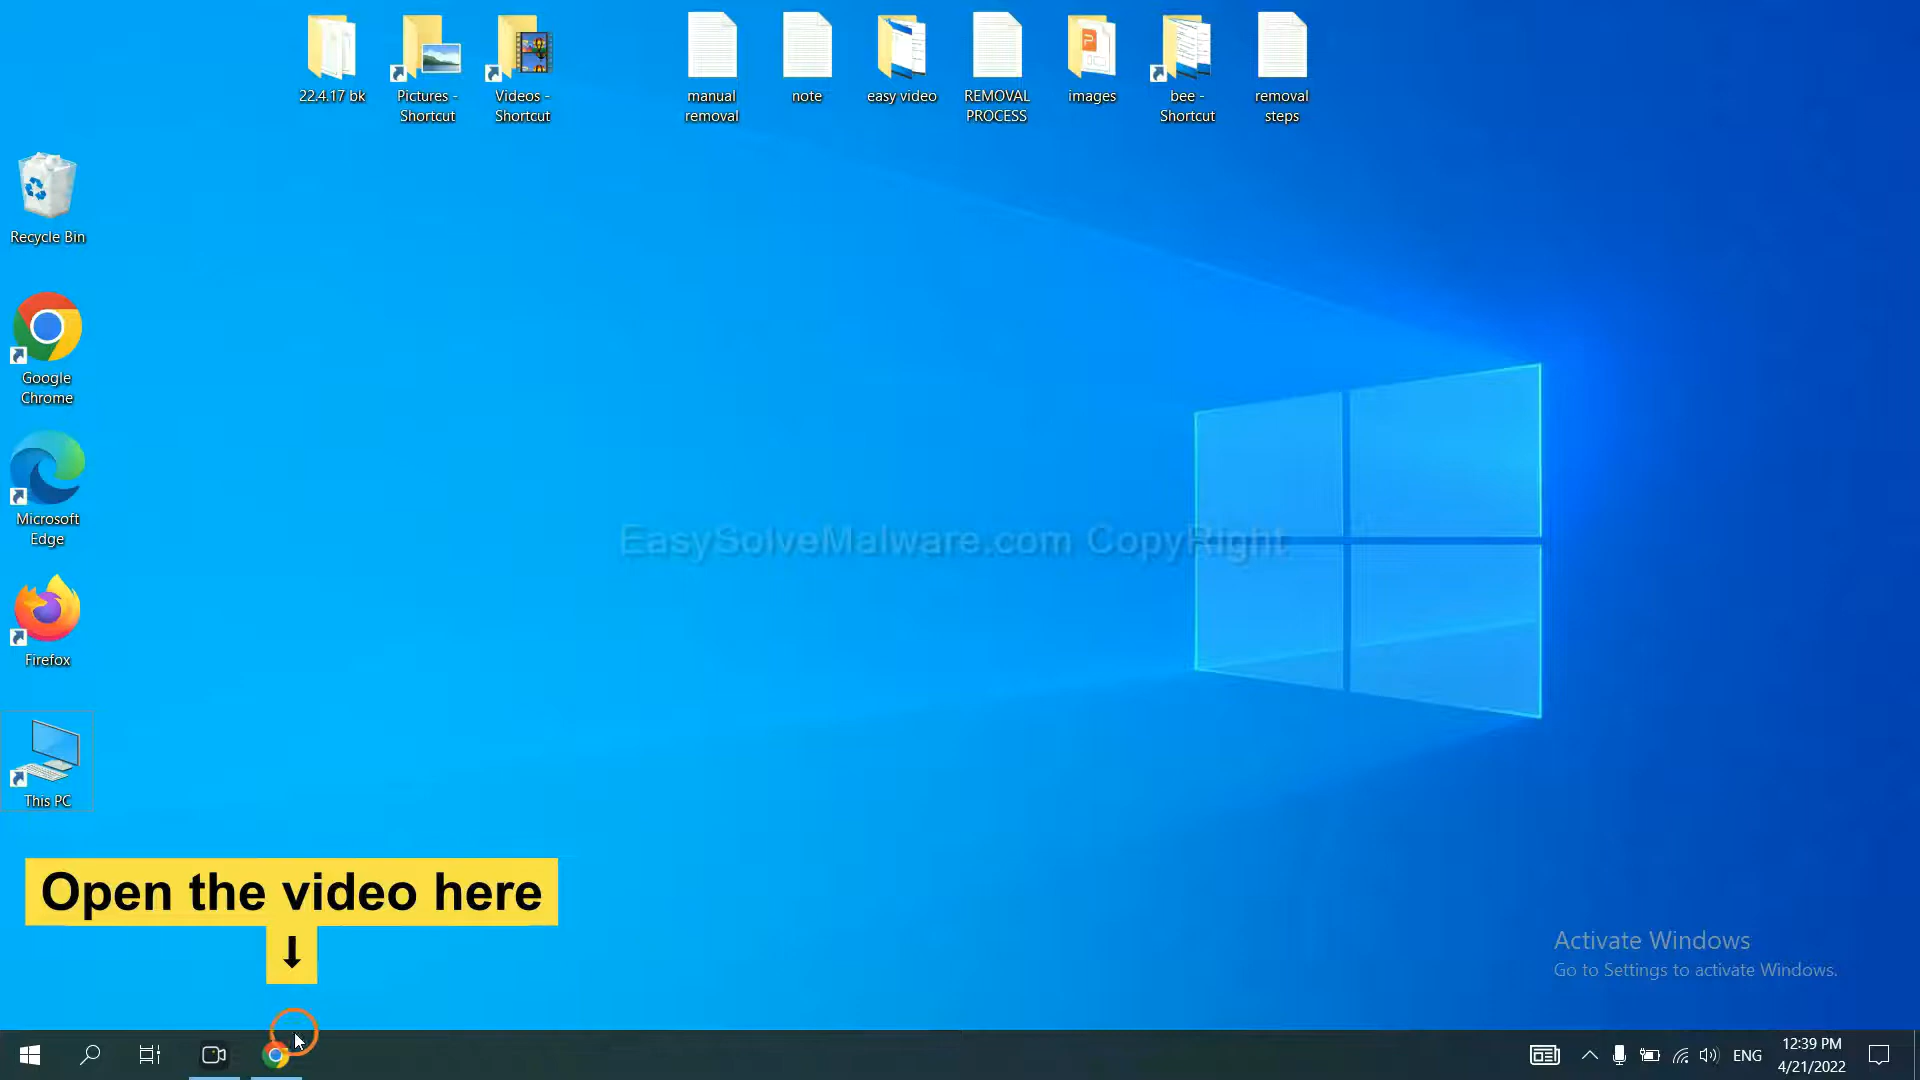 22.4.17 bk
Pictures -
Shortcut
Videos -
Shortcut
manual
removal
note
easy video
REMOVAL
PROCESS
images
bee -
Shortcut
removal
steps
Recycle Bin
Google
Chrome
Microsoft
Edge
EasySolveMalware.com CopyRight
Firefox
This PC
Open the video here
Activate Windows
Go to Settings to activate Windows.
ENG
12:39 PM
4/21/2022